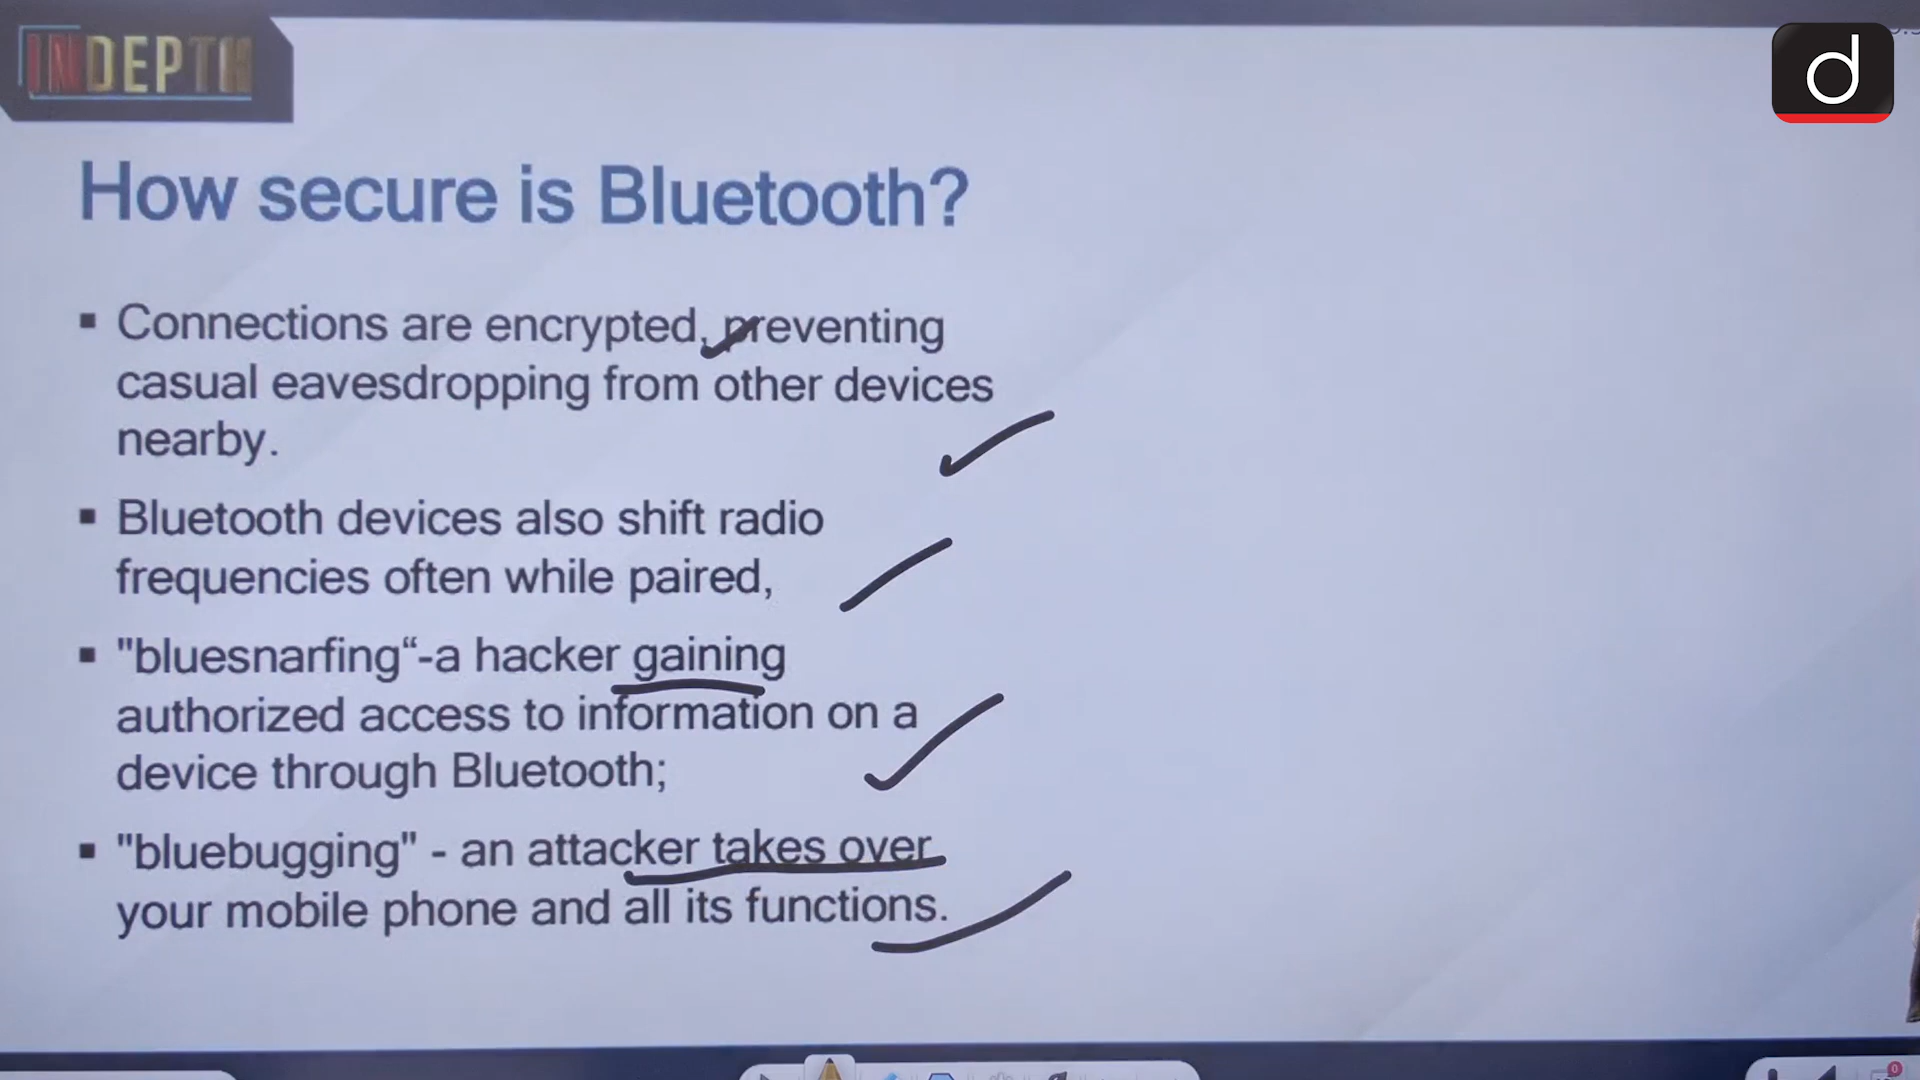 INDEPTH
d
How secure is Bluetooth?
▪ Connections are encrypted, preventing
casual eavesdropping from other devices
nearby.
▪ Bluetooth devices also shift radio
frequencies often while paired,
▪ "bluesnarfing“-a hacker gaining
authorized access to information on a
device through Bluetooth;
▪ "bluebugging" - an attacker takes over
your mobile phone and all its functions.
0